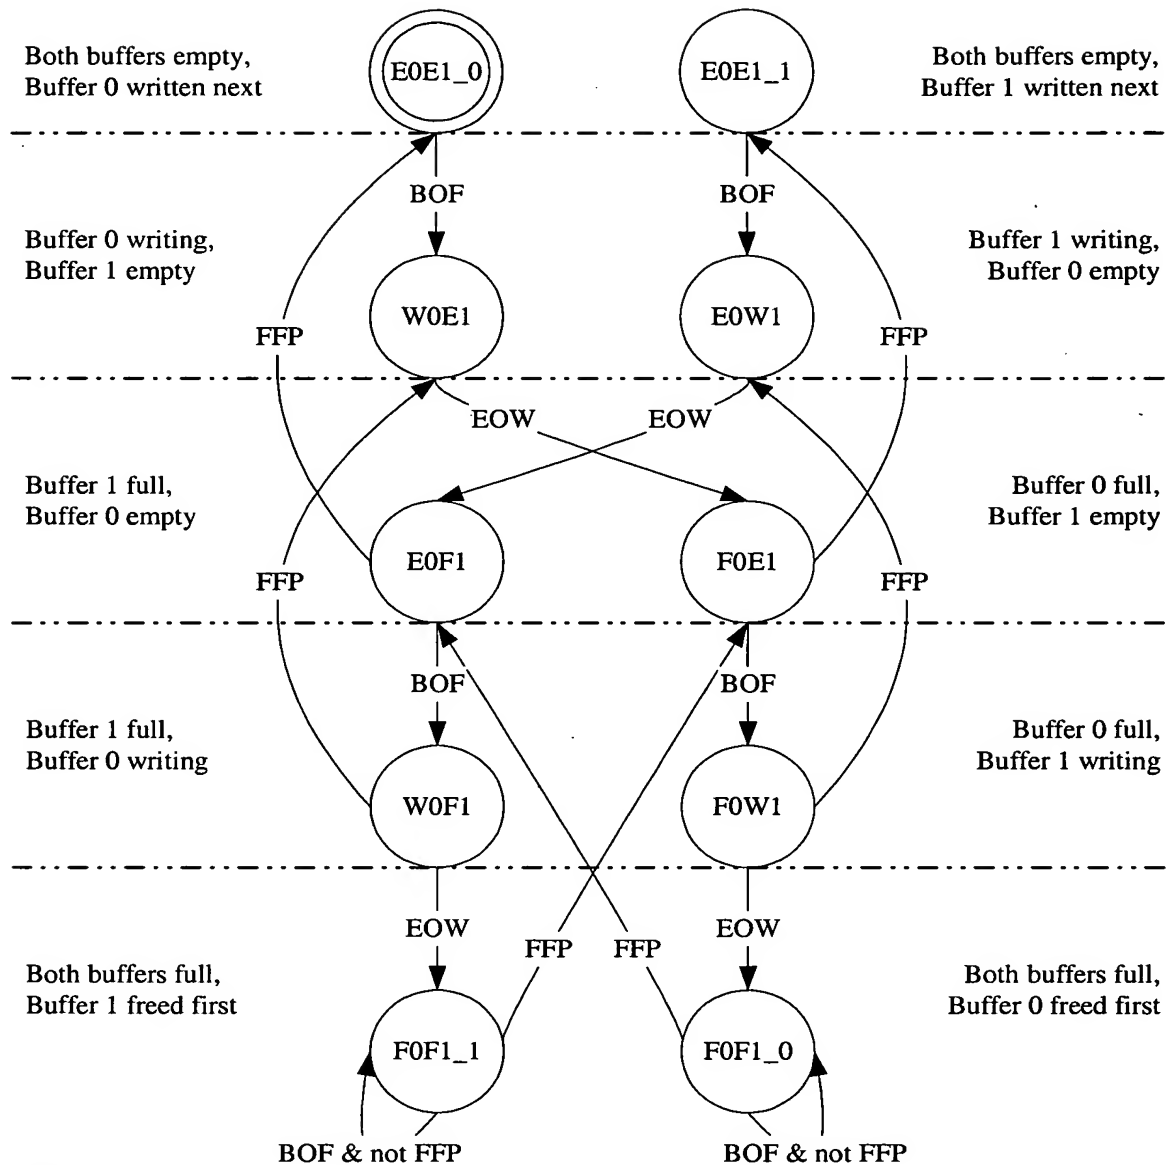 Both buffers empty,
Buffer 0 written next
E0E1_0
E0E1_1
Both buffers empty,
Buffer 1 written next
BOF
BOF
Buffer 0 writing,
Buffer 1 empty
W0E1
E0W1
Buffer 1 writing,
Buffer 0 empty
FFP
FFP
EOW
EOW
Buffer 1 full,
Buffer 0 empty
E0F1
F0E1
Buffer 0 full,
Buffer 1 empty
FFP
FFP
BOF
BOF
Buffer 1 full,
Buffer 0 writing
W0F1
F0W1
Buffer 0 full,
Buffer 1 writing
EOW
FFP
FFP
EOW
Both buffers full,
Buffer 1 freed first
F0F1_1
F0F1_0
Both buffers full,
Buffer 0 freed first
BOF & not FFP
BOF & not FFP